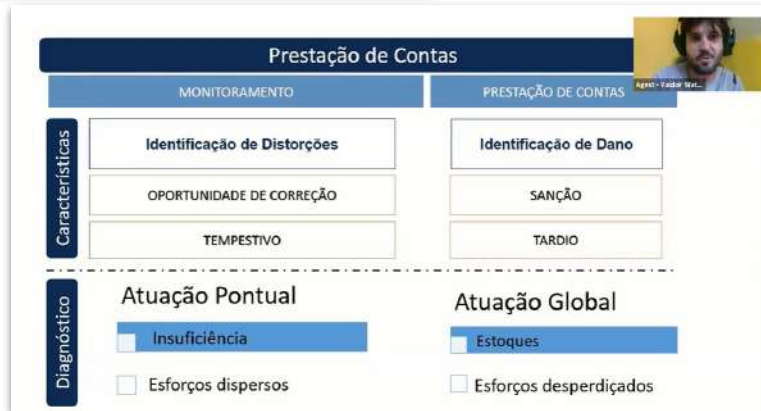 Prestação de Contas
MONITORAMENTO
PRESTAÇÃO DE CONTAS
Características
Identificação de Distorções
Identificação de Dano
OPORTUNIDADE DE CORREÇÃO
SANÇÃO
TEMPESTIVO
TARDIO
Diagnóstico
Atuação Pontual
Atuação Global
Insuficiência
Estoques
Esforços dispersos
Esforços desperdiçados